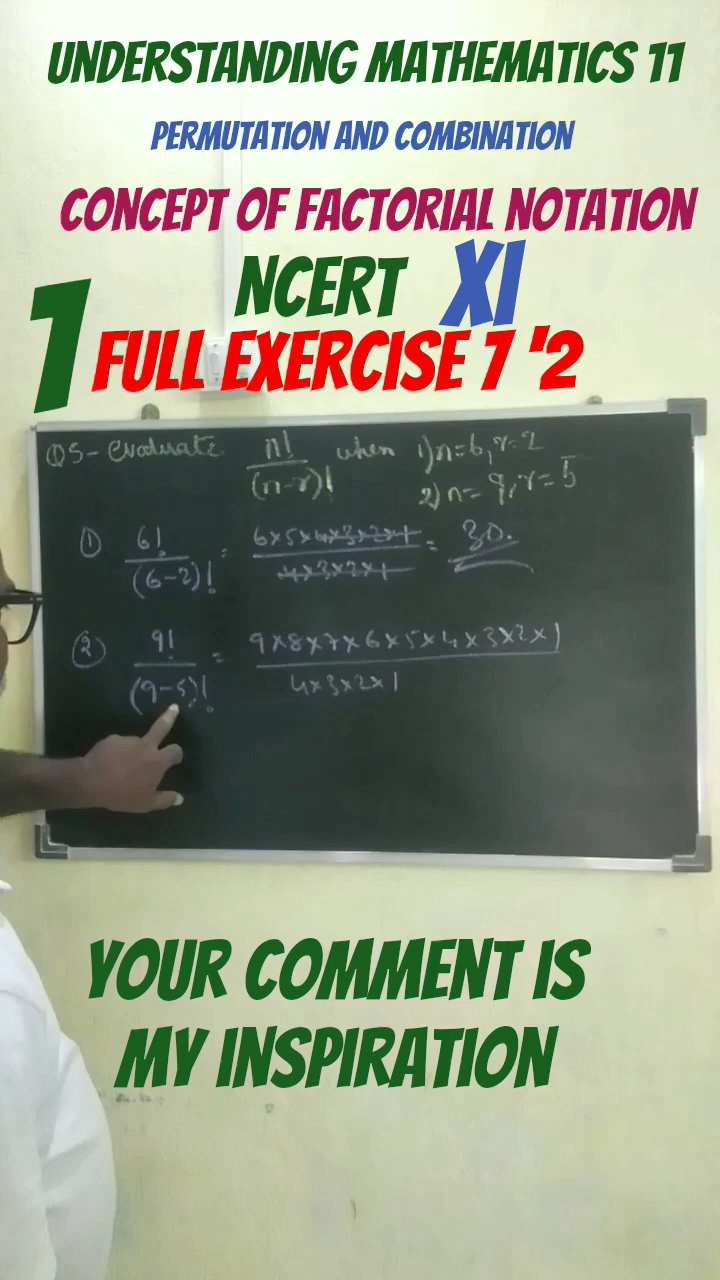 UNDERSTANDING MATHEMATICS 11
PERMUTATION AND COMBINATION
CONCEPT OF FACTORIAL NOTATION
NCERT XI
1 FULL EXERCISE 7 '2
Q5- Evaluate n!/(n-r)! when 1) n=6, r=2
2) n= 9, r= 5
① 6!/(6-2)! = 6×5×4×3×2×1/4×3×2×1 = 30.
② 9!/(9-5)! = 9×8×7×6×5×4×3×2×1/4×3×2×1
YOUR COMMENT IS
MY INSPIRATION